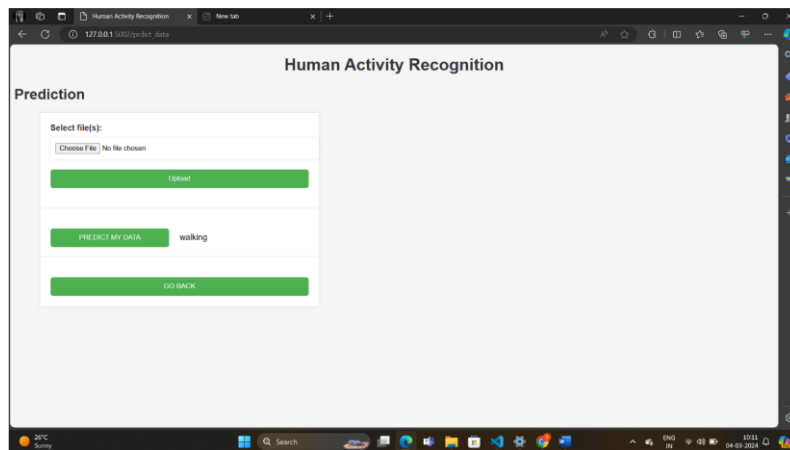 Human Activity Recognition
New tab
127.0.0.1:5002/prdict_data
Human Activity Recognition
Prediction
Select file(s):
Choose File No file chosen
Upload
PREDICT MY DATA walking
GO BACK
26°C
Sunny
Search
ENG
IN
10:11
04-03-2024